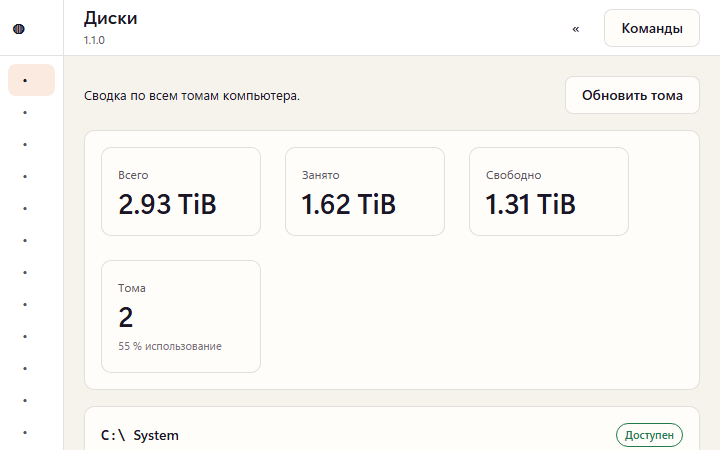 Диски
1.1.0
«
Команды
Сводка по всем томам компьютера.
Обновить тома
Всего
2.93 TiB
Занято
1.62 TiB
Свободно
1.31 TiB
Тома
2
55 % использование
C:\ System
Доступен